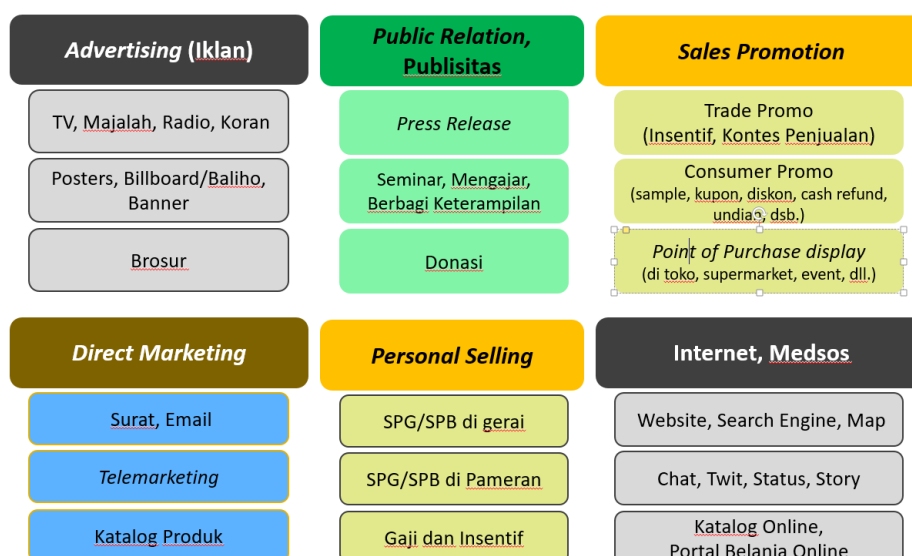 Advertising (Iklan)
TV, Majalah, Radio, Koran
Posters, Billboard/Baliho,
Banner
Brosur
Public Relation,
Publisitas
Press Release
Seminar, Mengajar,
Berbagi Keterampilan
Donasi
Sales Promotion
Trade Promo
(Insentif, Kontes Penjualan)
Consumer Promo
(sample, kupon, diskon, cash refund,
undian, dsb.)
Point of Purchase display
(di toko, supermarket, event, dll.)
Direct Marketing
Surat, Email
Telemarketing
Katalog Produk
Personal Selling
SPG/SPB di gerai
SPG/SPB di Pameran
Gaji dan Insentif
Internet, Medsos
Website, Search Engine, Map
Chat, Twit, Status, Story
Katalog Online,
Portal Belanja Online